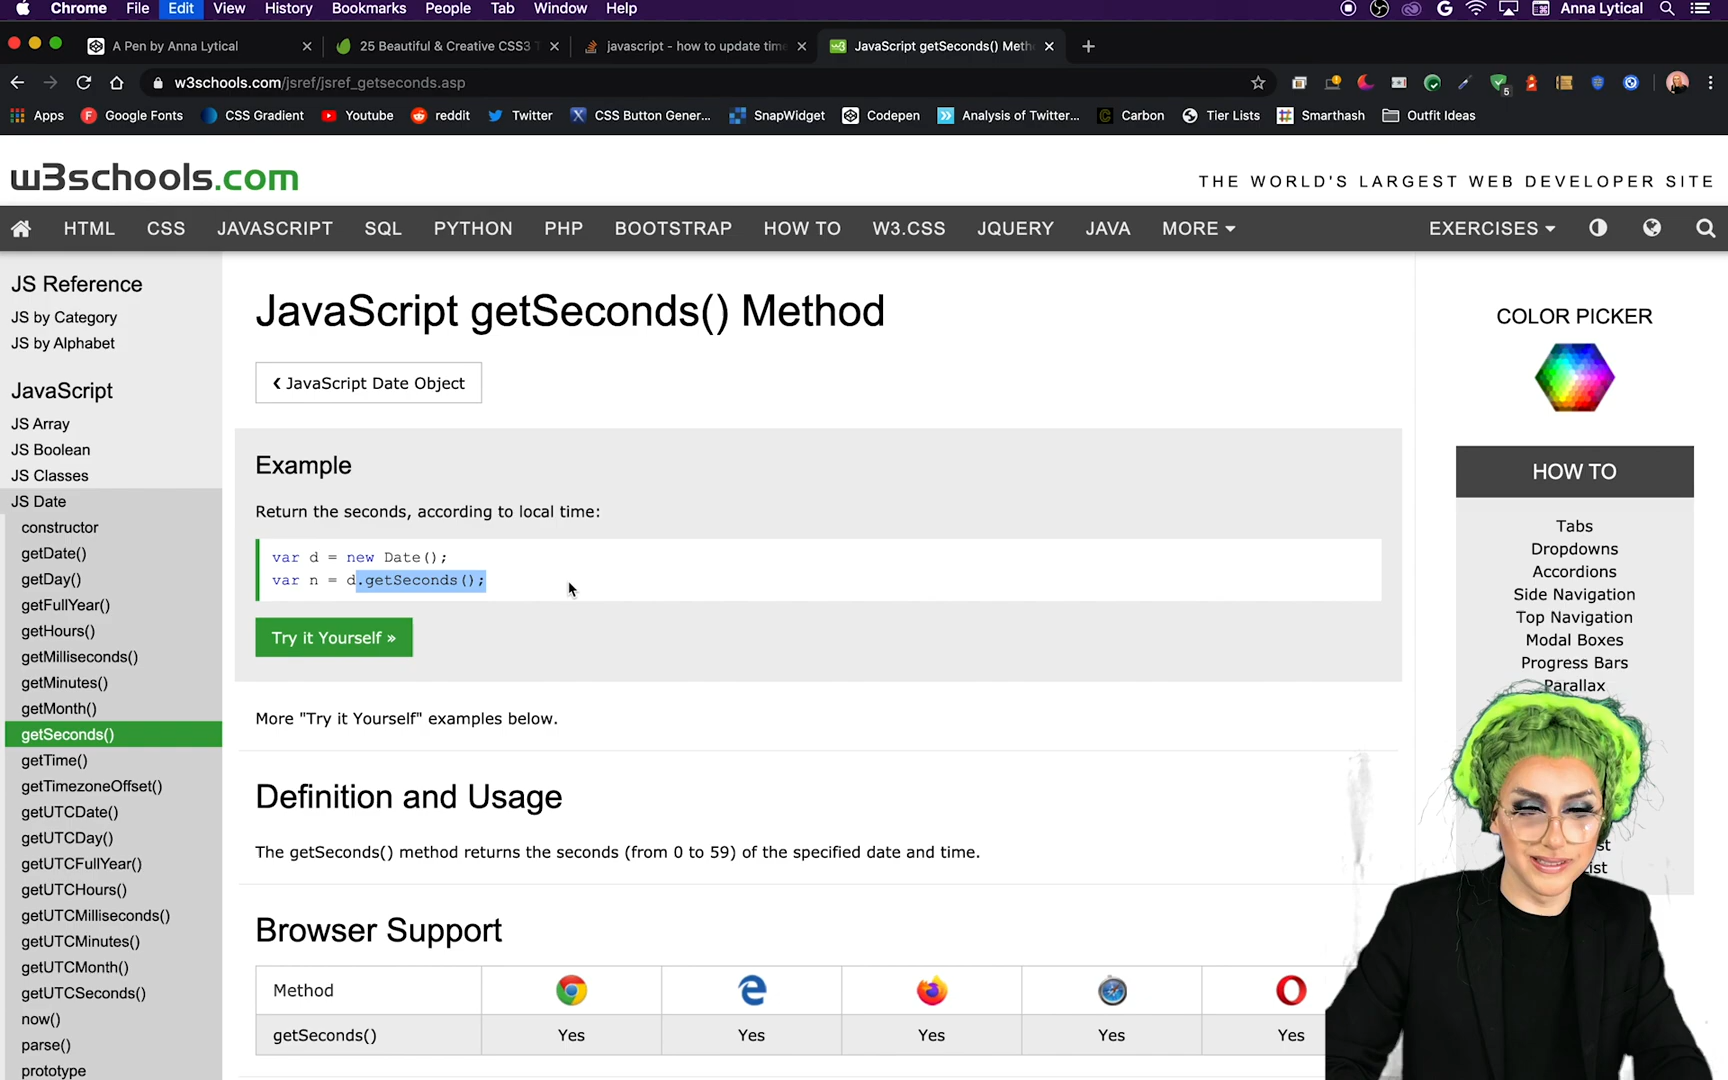 Chrome File Edit View History Bookmarks People Tab Window Help Anna Lytical
A Pen by Anna Lytical
25 Beautiful & Creative CSS3 T
javascript - how to update time
JavaScript getSeconds() Meth
w3schools.com/jsref/jsref_getseconds.asp
5
Apps Google Fonts CSS Gradient Youtube reddit Twitter CSS Button Gener... SnapWidget Codepen Analysis of Twitter... Carbon Tier Lists Smarthash Outfit Ideas
w3schools.com
THE WORLD'S LARGEST WEB DEVELOPER SITE
HTML CSS JAVASCRIPT SQL PYTHON PHP BOOTSTRAP HOW TO W3.CSS JQUERY JAVA MORE EXERCISES
JS Reference
JS by Category
JS by Alphabet
JavaScript
JS Array
JS Boolean
JS Classes
JS Date
constructor
getDate()
getDay()
getFullYear()
getHours()
getMilliseconds()
getMinutes()
getMonth()
getSeconds()
getTime()
getTimezoneOffset()
getUTCDate()
getUTCDay()
getUTCFullYear()
getUTCHours()
getUTCMilliseconds()
getUTCMinutes()
getUTCMonth()
getUTCSeconds()
now()
parse()
prototype
JavaScript getSeconds() Method
❮ JavaScript Date Object
Example
Return the seconds, according to local time:
var d = new Date();
var n = d.getSeconds();
Try it Yourself »
More "Try it Yourself" examples below.
Definition and Usage
The getSeconds() method returns the seconds (from 0 to 59) of the specified date and time.
Browser Support
Method
getSeconds() Yes Yes Yes Yes Yes
COLOR PICKER
HOW TO
Tabs
Dropdowns
Accordions
Side Navigation
Top Navigation
Modal Boxes
Progress Bars
Parallax